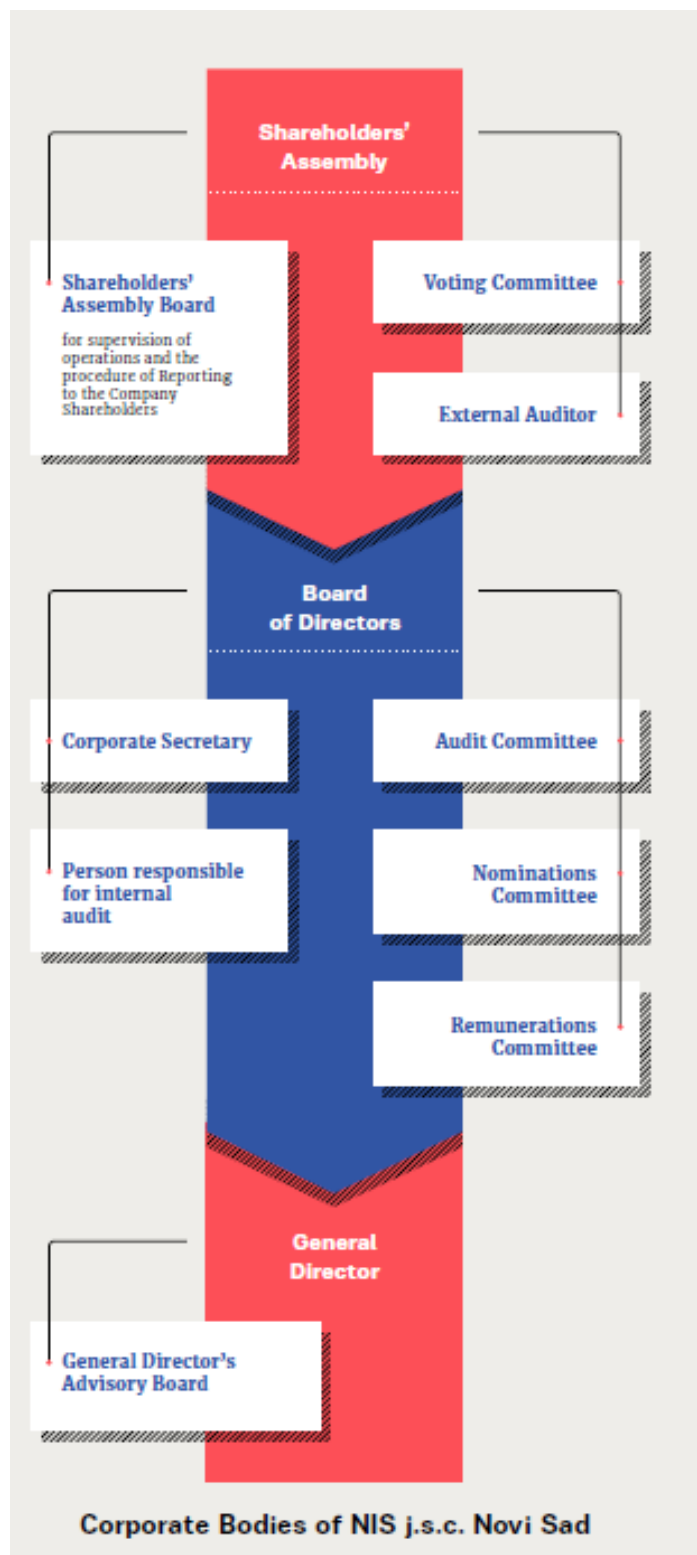 Shareholders'
Assembly
Shareholders'
Assembly Board
for supervision of
operations and the
procedure of Reporting
to the Company
Shareholders
Voting Committee
External Auditor
Board
of Directors
Corporate Secretary
Person responsible
for internal
audit
Audit Committee
Nominations
Committee
Remunerations
Committee
General
Director
General Director's
Advisory Board
Corporate Bodies of NIS j.s.c. Novi Sad